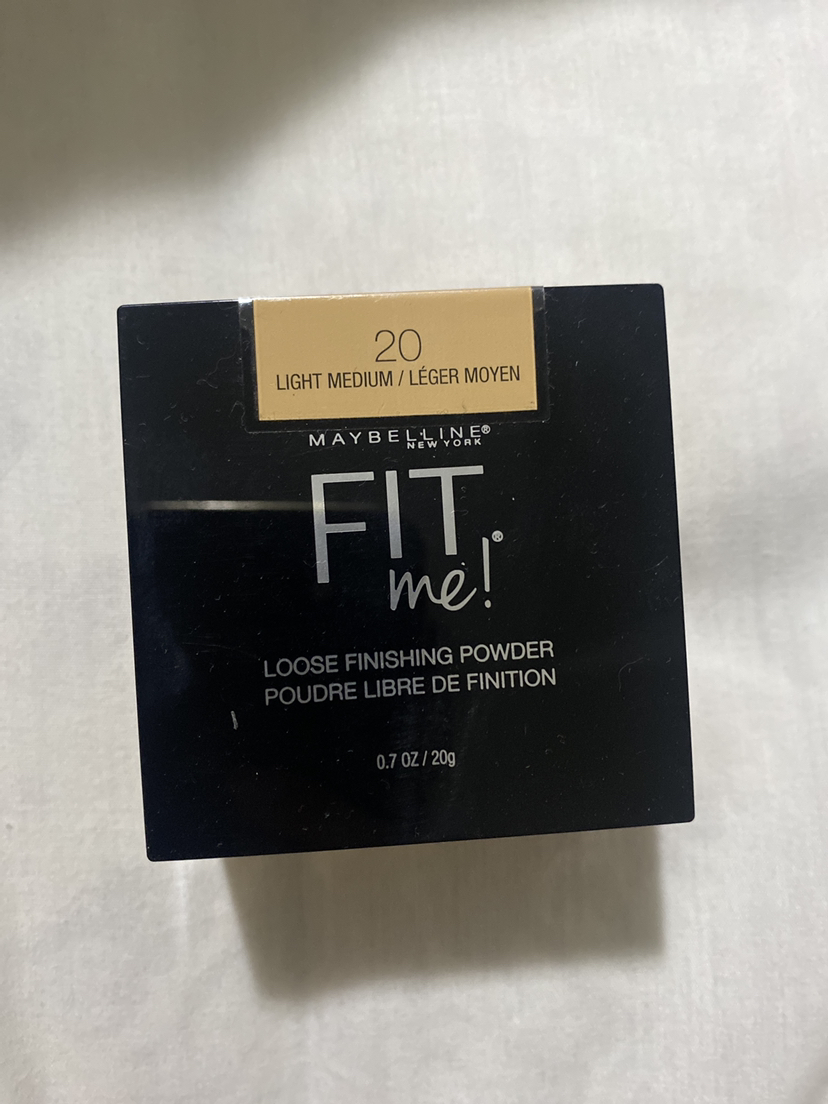 20
LIGHT MEDIUM / LÉGER MOYEN
MAYBELLINE®
NEW YORK
FIT
me!®
LOOSE FINISHING POWDER
POUDRE LIBRE DE FINITION
0.7 OZ / 20g